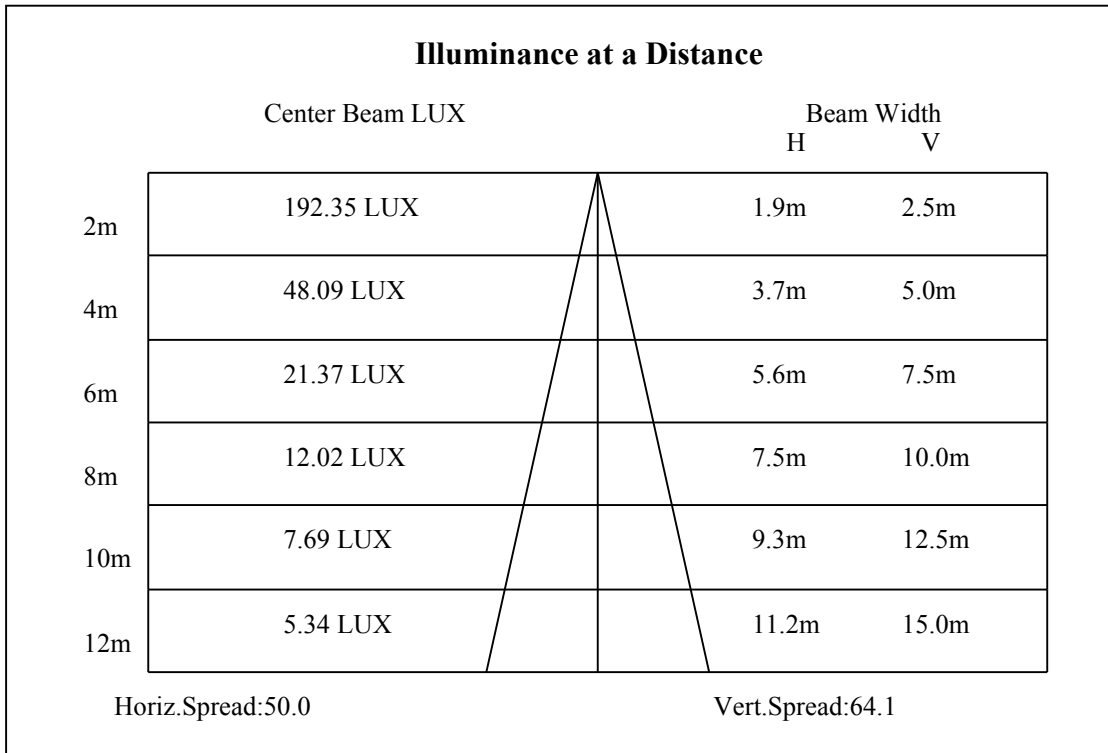 Illuminance at a Distance
Center Beam LUX Beam Width
H V
2m 192.35 LUX 1.9m 2.5m
4m 48.09 LUX 3.7m 5.0m
6m 21.37 LUX 5.6m 7.5m
8m 12.02 LUX 7.5m 10.0m
10m 7.69 LUX 9.3m 12.5m
12m 5.34 LUX 11.2m 15.0m
Horiz.Spread:50.0 Vert.Spread:64.1